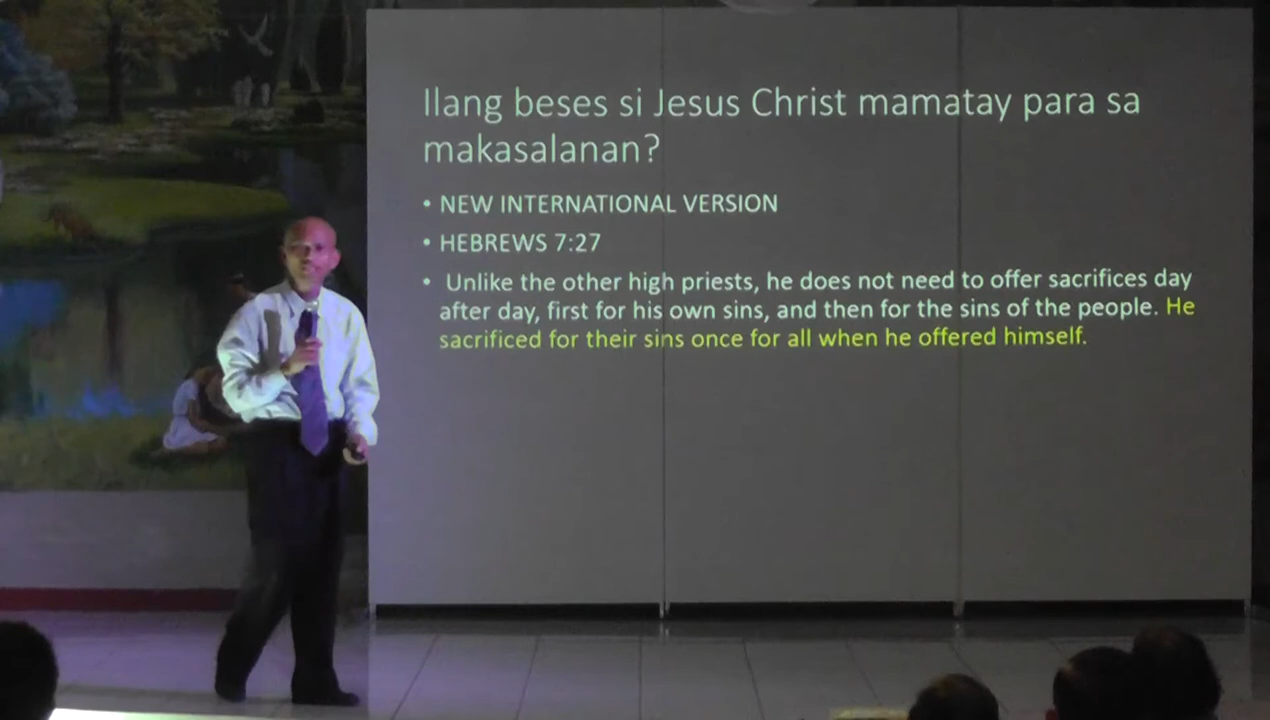 Ilang beses si Jesus Christ mamatay para sa
makasalanan?
• NEW INTERNATIONAL VERSION
• HEBREWS 7:27
• Unlike the other high priests, he does not need to offer sacrifices day
after day, first for his own sins, and then for the sins of the people. He
sacrificed for their sins once for all when he offered himself.